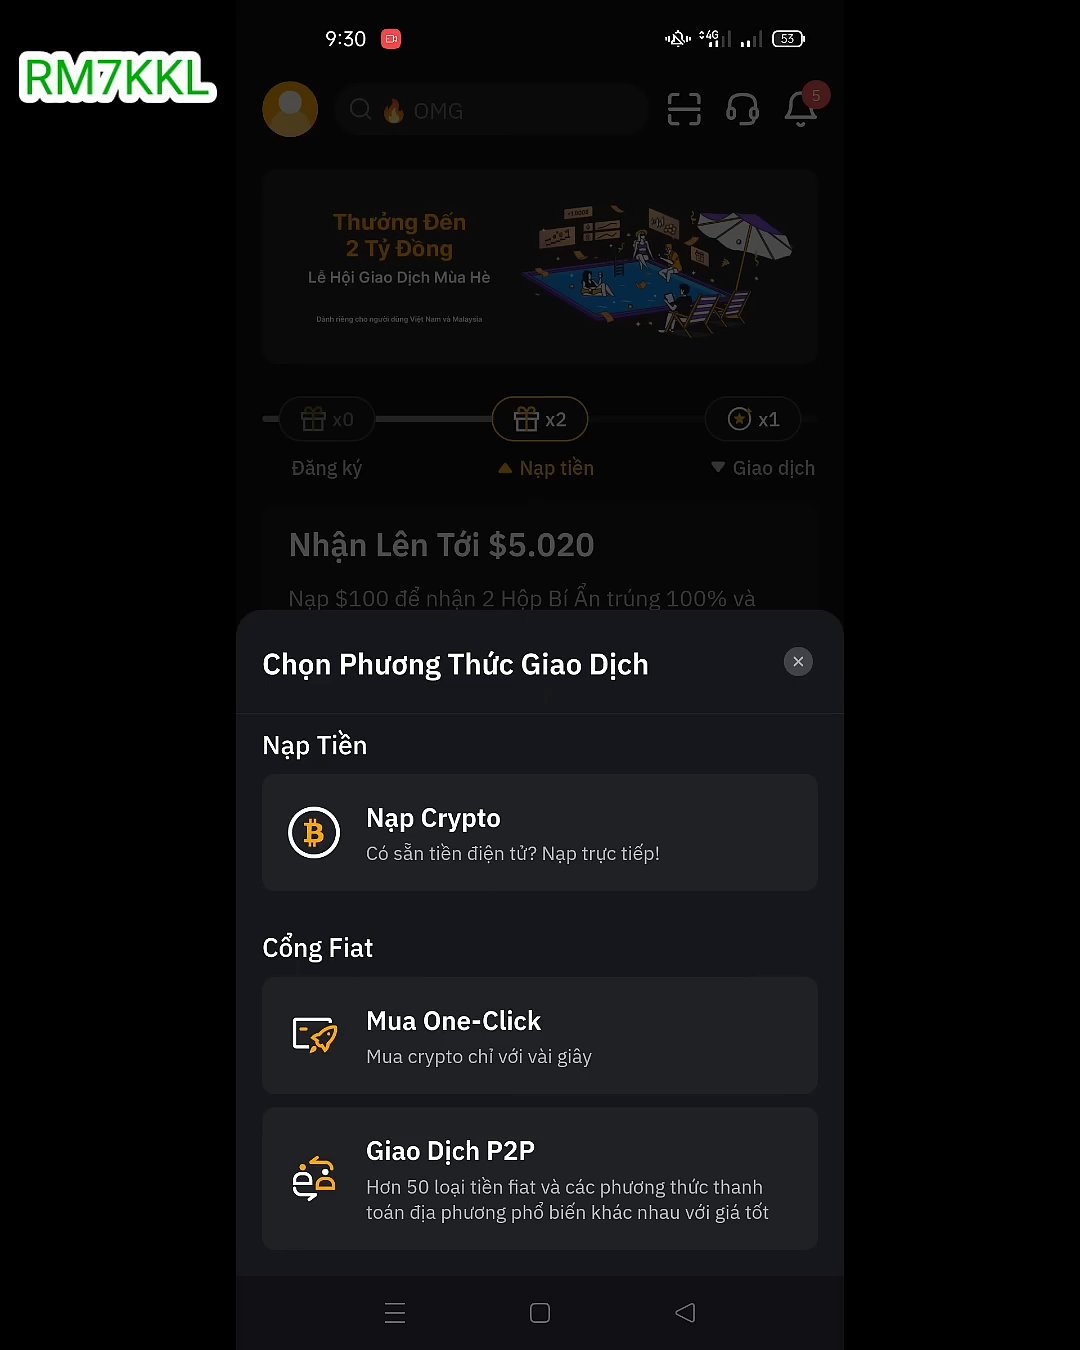 RM7KKL
9:30
4G
53
OMG
5
Thưởng Đến
2 Tỷ Đồng
Lễ Hội Giao Dịch Mùa Hè
Dành riêng cho người dùng Việt Nam và Malaysia
x0
x2
x1
Đăng ký
Nạp tiền
Giao dịch
Nhận Lên Tới $5.020
Nạp $100 để nhận 2 Hộp Bí Ẩn trúng 100% và
Chọn Phương Thức Giao Dịch
Nạp Tiền
Nạp Crypto
Có sẵn tiền điện tử? Nạp trực tiếp!
Cổng Fiat
Mua One-Click
Mua crypto chỉ với vài giây
Giao Dịch P2P
Hơn 50 loại tiền fiat và các phương thức thanh
toán địa phương phổ biến khác nhau với giá tốt